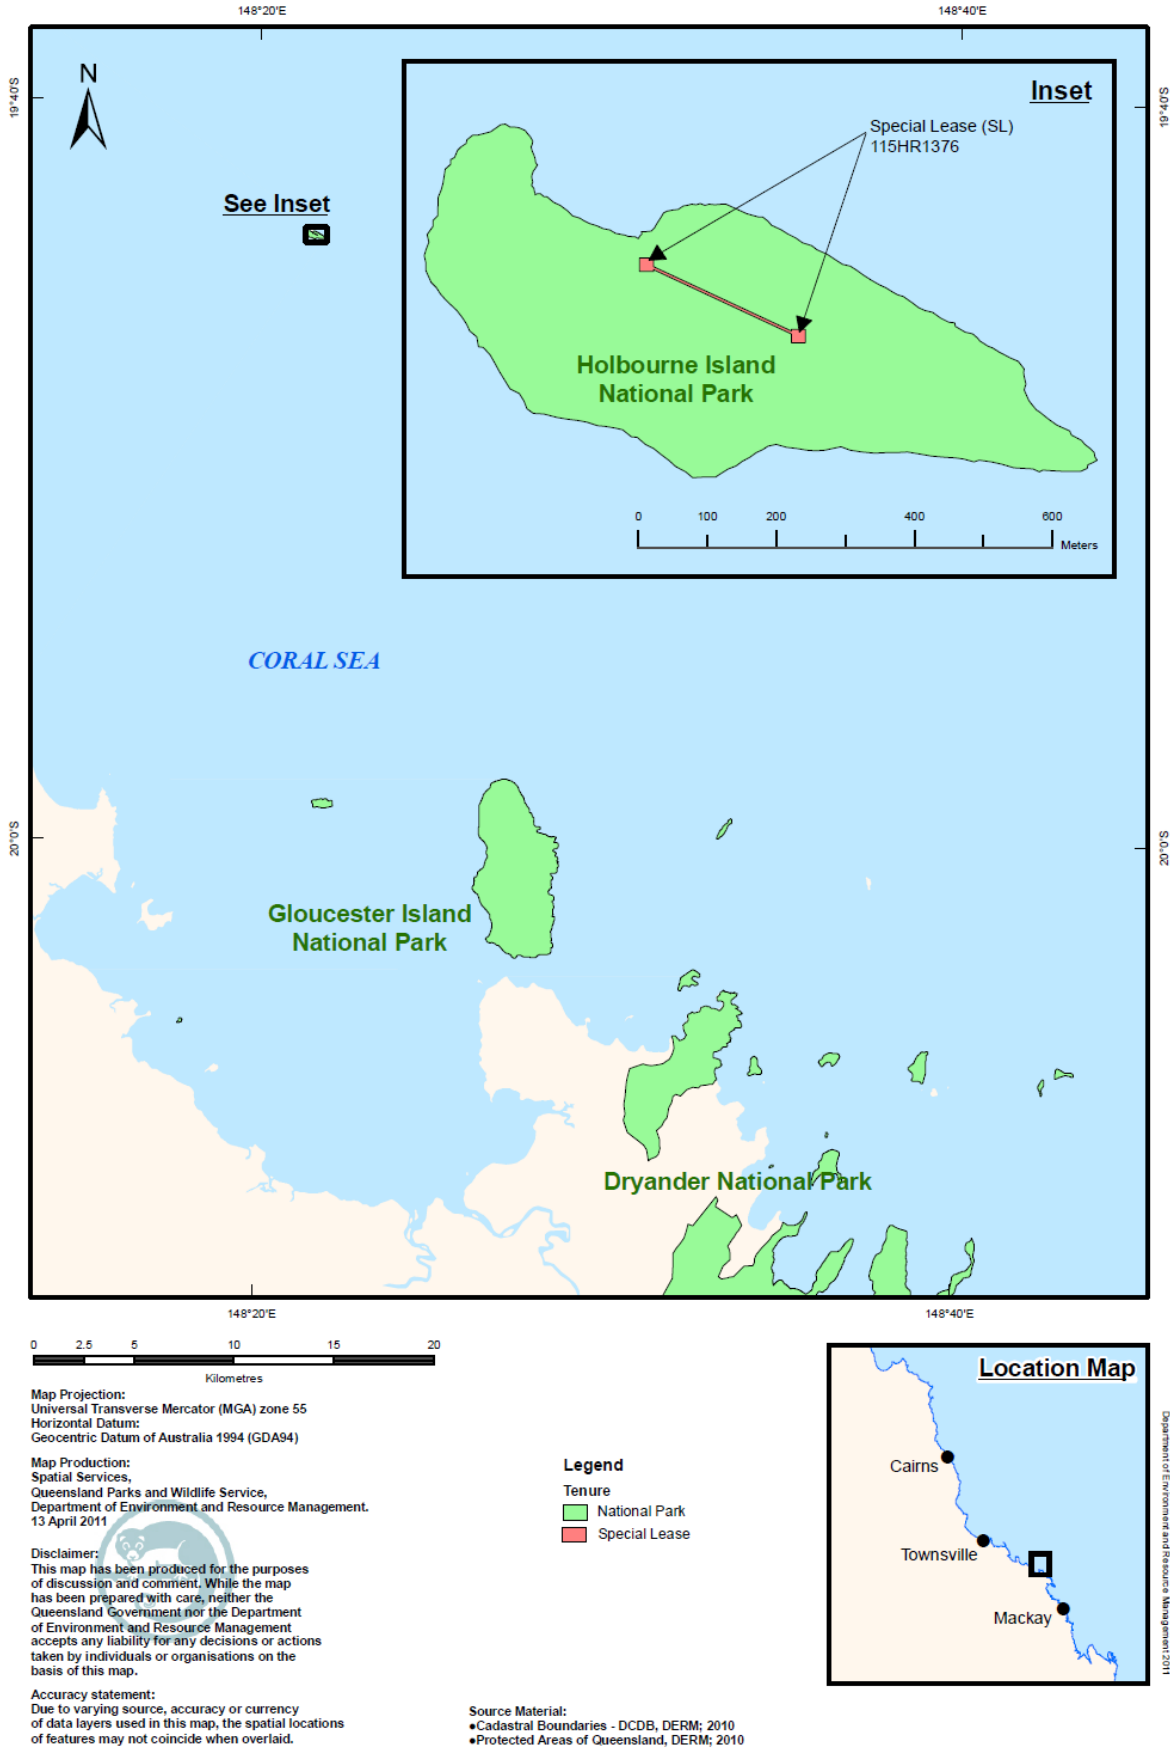 148°20'E
148°40'E
19°40'S
19°40'S
N
Inset
Special Lease (SL)
115HR1376
See Inset
Holbourne Island
National Park
0 100 200 400 600
Meters
CORAL SEA
20°0'S
20°0'S
Gloucester Island
National Park
Dryander National Park
148°20'E
148°40'E
0 2.5 5 10 15 20
Kilometres
Map Projection:
Universal Transverse Mercator (MGA) zone 55
Horizontal Datum:
Geocentric Datum of Australia 1994 (GDA94)
Map Production:
Spatial Services,
Queensland Parks and Wildlife Service,
Department of Environment and Resource Management.
13 April 2011
Disclaimer:
This map has been produced for the purposes
of discussion and comment. While the map
has been prepared with care, neither the
Queensland Government nor the Department
of Environment and Resource Management
accepts any liability for any decisions or actions
taken by individuals or organisations on the
basis of this map.
Accuracy statement:
Due to varying source, accuracy or currency
of data layers used in this map, the spatial locations
of features may not coincide when overlaid.
Legend
Tenure
National Park
Special Lease
Source Material:
●Cadastral Boundaries - DCDB, DERM; 2010
●Protected Areas of Queensland, DERM; 2010
Location Map
Cairns
Townsville
Mackay
Department of Environment and Resource Management 2011